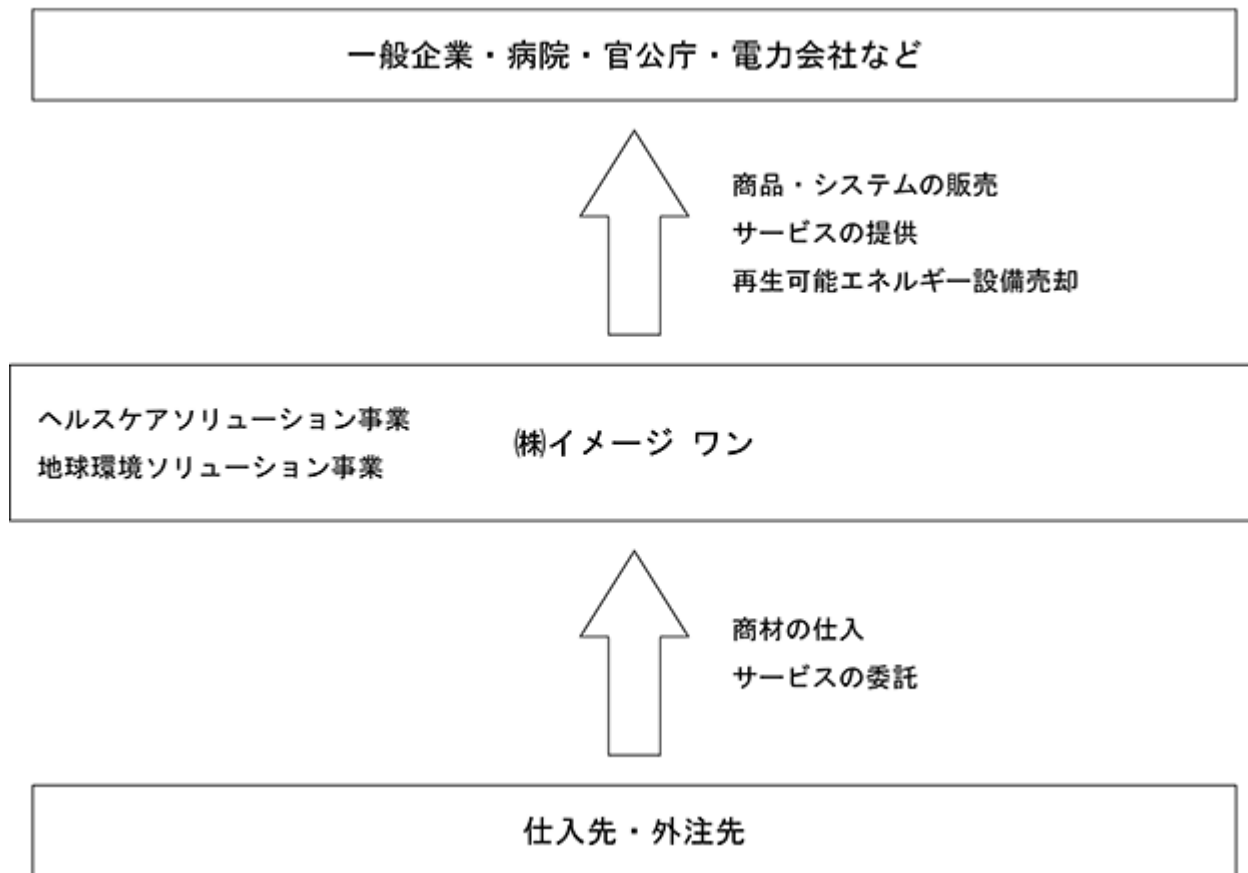 一般企業・病院・官公庁・電力会社など
商品・システムの販売
サービスの提供
再生可能エネルギー設備売却
ヘルスケアソリューション事業
地球環境ソリューション事業
㈱イメージ ワン
商材の仕入
サービスの委託
仕入先・外注先